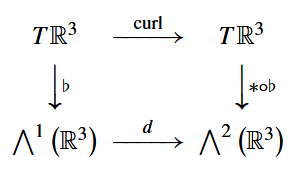 curl
Tℝ³ Tℝ³
♭ *∘♭
d
⋀¹ (ℝ³) ⋀² (ℝ³)